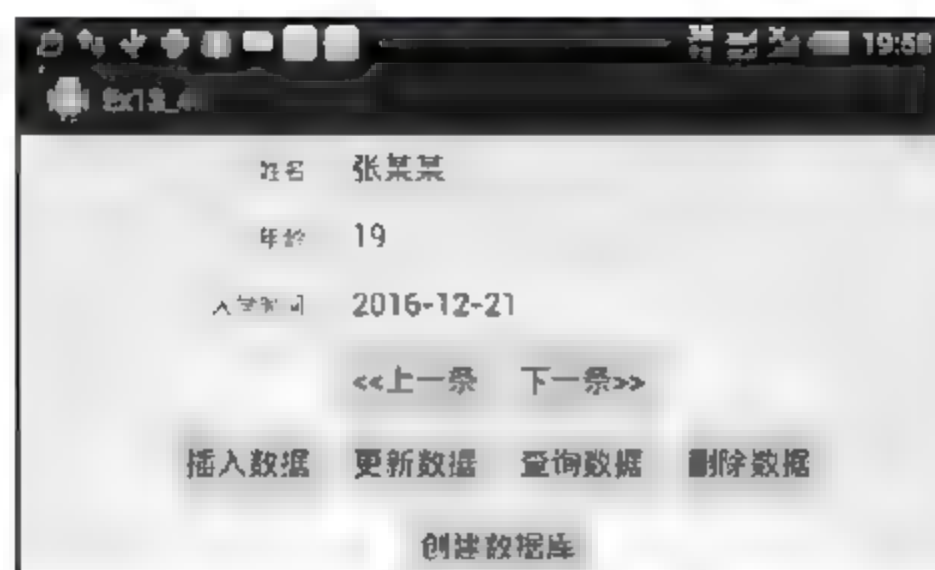 19:58
姓名 张某某
年龄 19
入学时间 2016-12-21
<<上一条 下一条>>
插入数据 更新数据 查询数据 删除数据
创建数据库